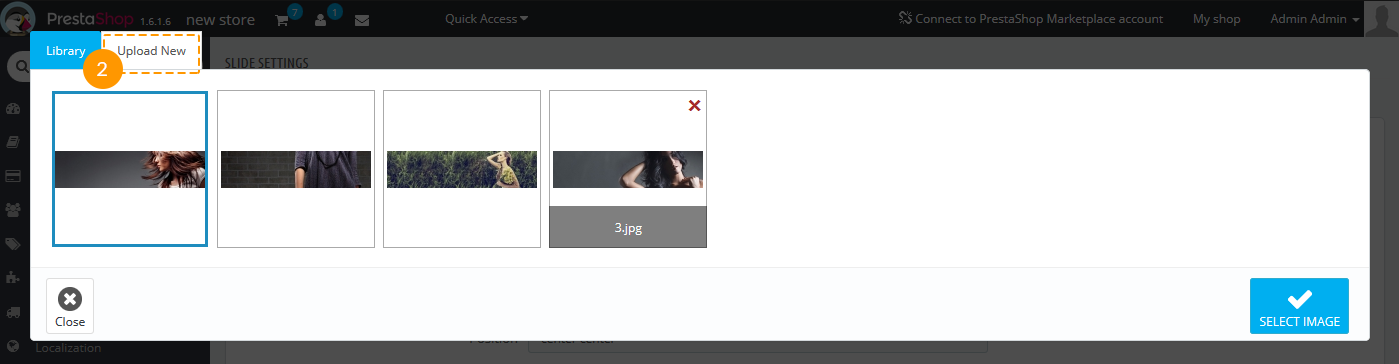 PrestaShop 1.6.1.6 new store 7 1 Quick Access Connect to PrestaShop Marketplace account My shop Admin Admin
Library Upload New
2
SLIDE SETTINGS
3.jpg
Close
SELECT IMAGE
Position center center
Localization